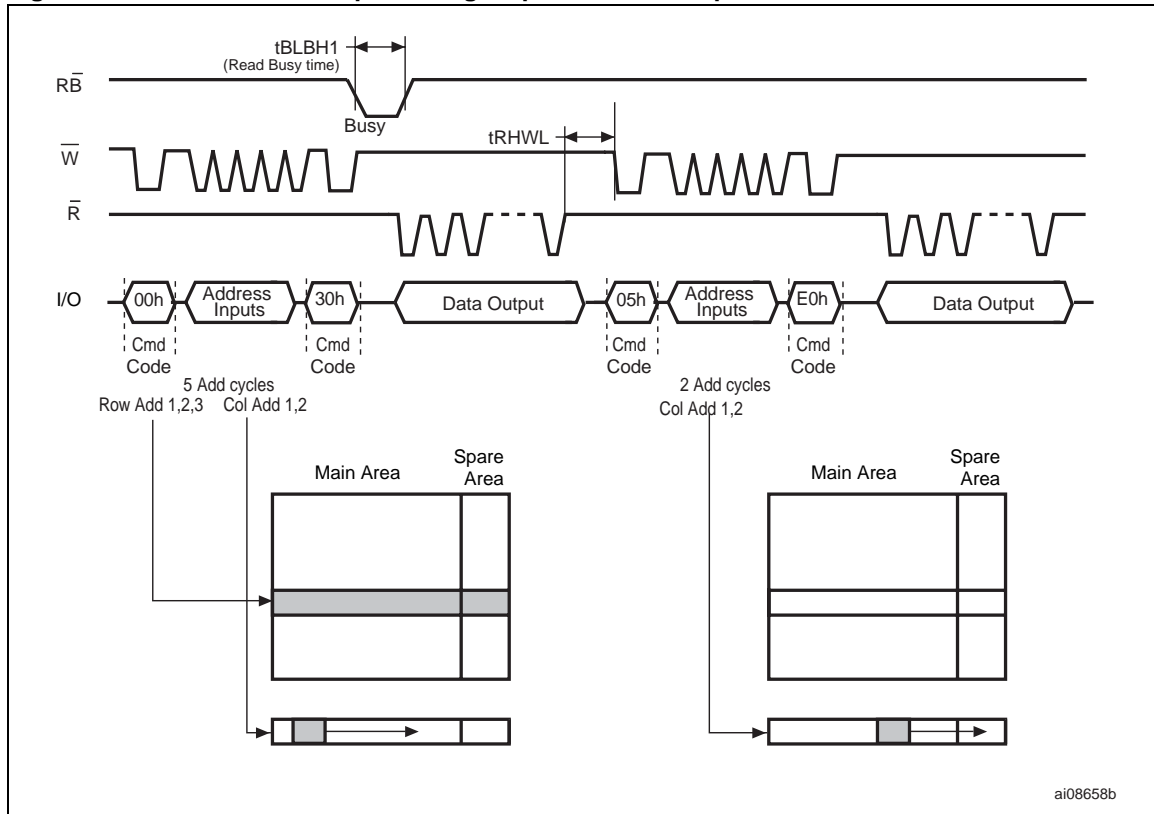 tBLBH1
(Read Busy time)
RB̅
Busy
tRHWL
W̅
R̅
I/O
00h
Address
Inputs
30h
Data Output
05h
Address
Inputs
E0h
Data Output
Cmd
Code
Cmd
Code
Cmd
Code
Cmd
Code
5 Add cycles
Row Add 1,2,3
Col Add 1,2
2 Add cycles
Col Add 1,2
Main Area
Spare
Area
Main Area
Spare
Area
ai08658b